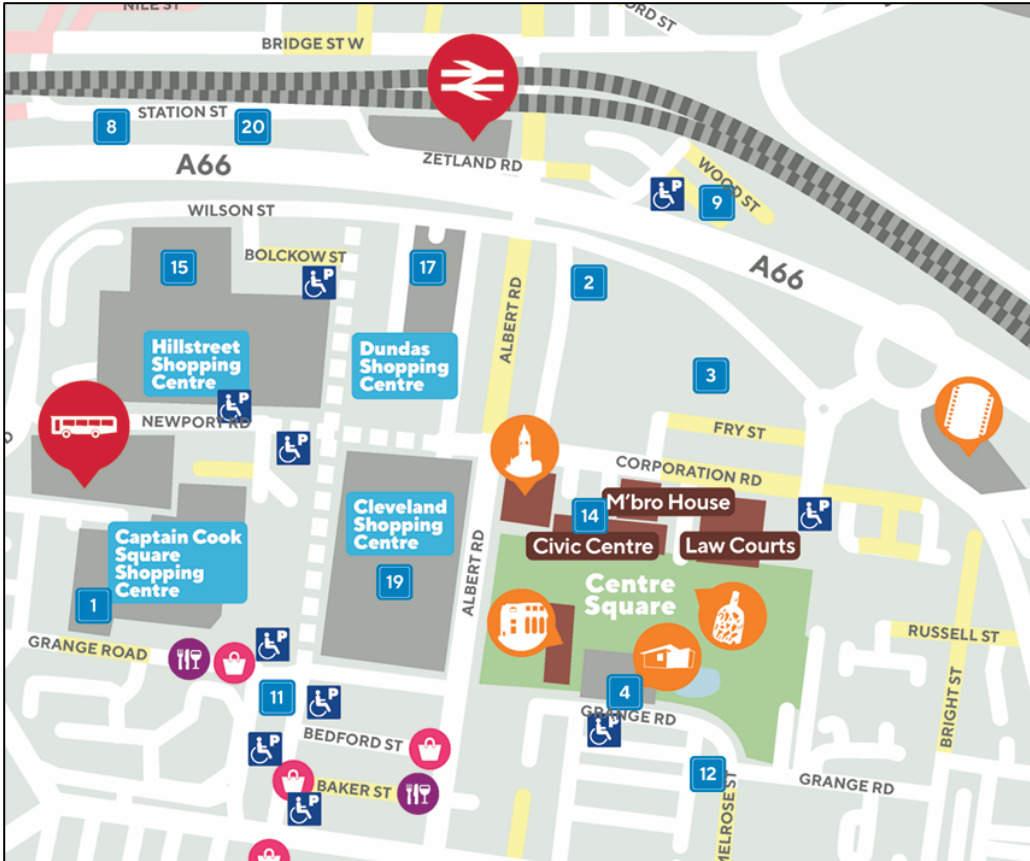 NILE ST
BRIDGE ST W
STATION ST
8
20
ZETLAND RD
A66
WOOD ST
P
9
WILSON ST
BOLCKOW ST
P
15
17
ALBERT RD
2
A66
Hillstreet
Shopping
Centre
Dundas
Shopping
Centre
3
P
NEWPORT RD
P
FRY ST
CORPORATION RD
Captain Cook
Square
Shopping
Centre
Cleveland
Shopping
Centre
19
1
ALBERT RD
M'bro House
14
Civic Centre
Law Courts
P
Centre
Square
GRANGE ROAD
P
11
P
BEDFORD ST
P
BAKER ST
P
4
GRANGE RD
P
12
MELROSE ST
GRANGE RD
RUSSELL ST
BRIGHT ST